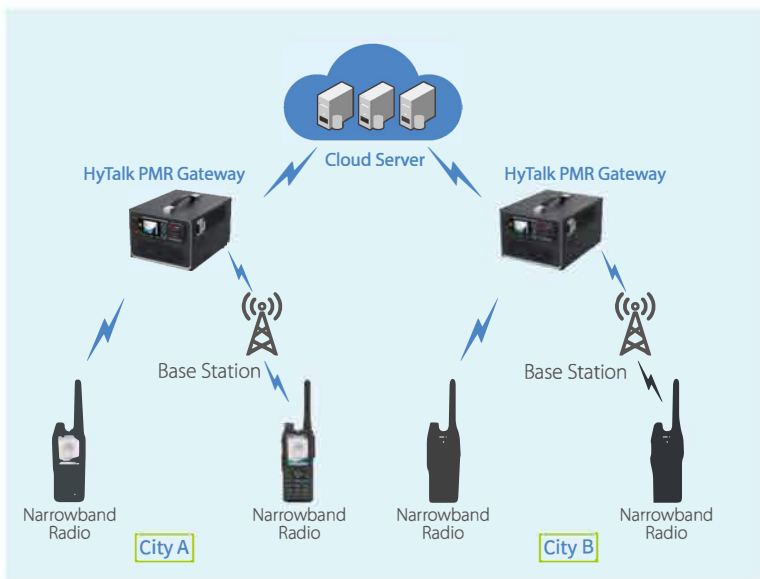 Cloud Server
HyTalk PMR Gateway
HyTalk PMR Gateway
Base Station
Base Station
Narrowband
Radio
Narrowband
Radio
Narrowband
Radio
Narrowband
Radio
City A
City B